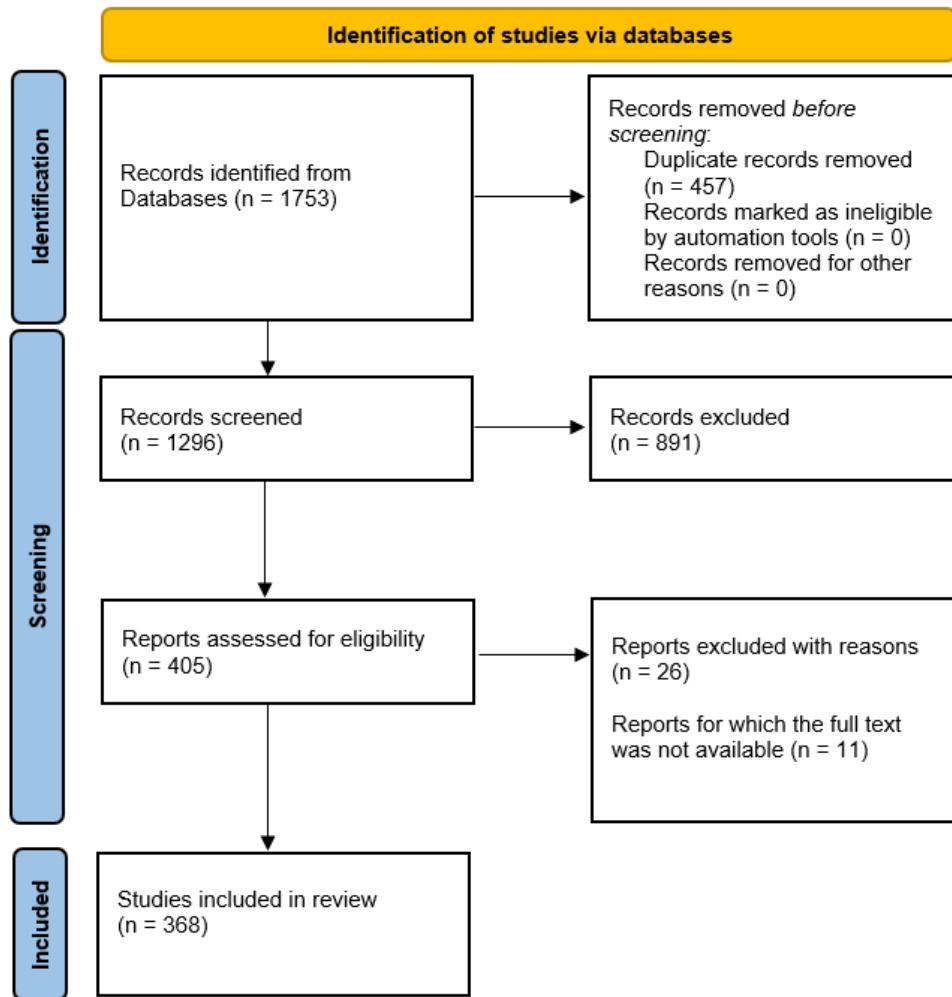 Identification of studies via databases
Identification
Records identified from
Databases (n = 1753)
Records removed before
screening:
Duplicate records removed
(n = 457)
Records marked as ineligible
by automation tools (n = 0)
Records removed for other
reasons (n = 0)
Screening
Records screened
(n = 1296)
Records excluded
(n = 891)
Reports assessed for eligibility
(n = 405)
Reports excluded with reasons
(n = 26)
Reports for which the full text
was not available (n = 11)
Included
Studies included in review
(n = 368)